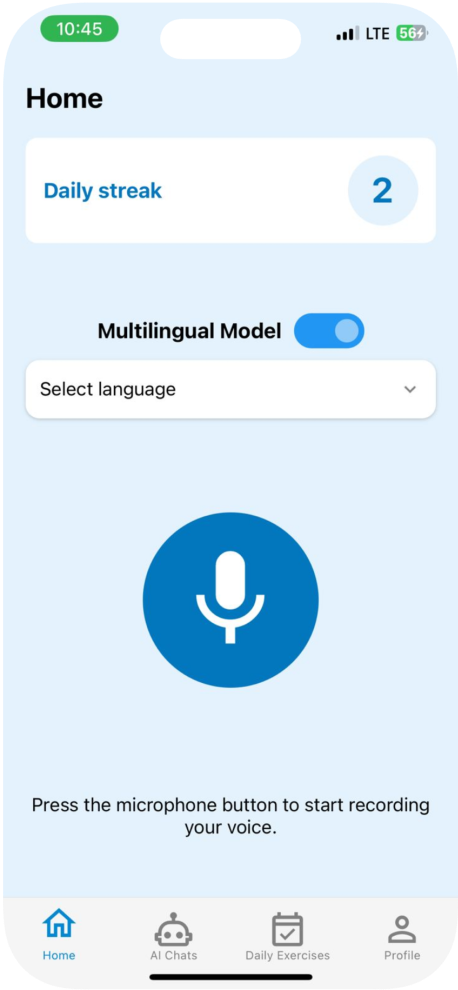 10:45
LTE 56
Home
Daily streak 2
Multilingual Model
Select language
Press the microphone button to start recording
your voice.
Home AI Chats Daily Exercises Profile